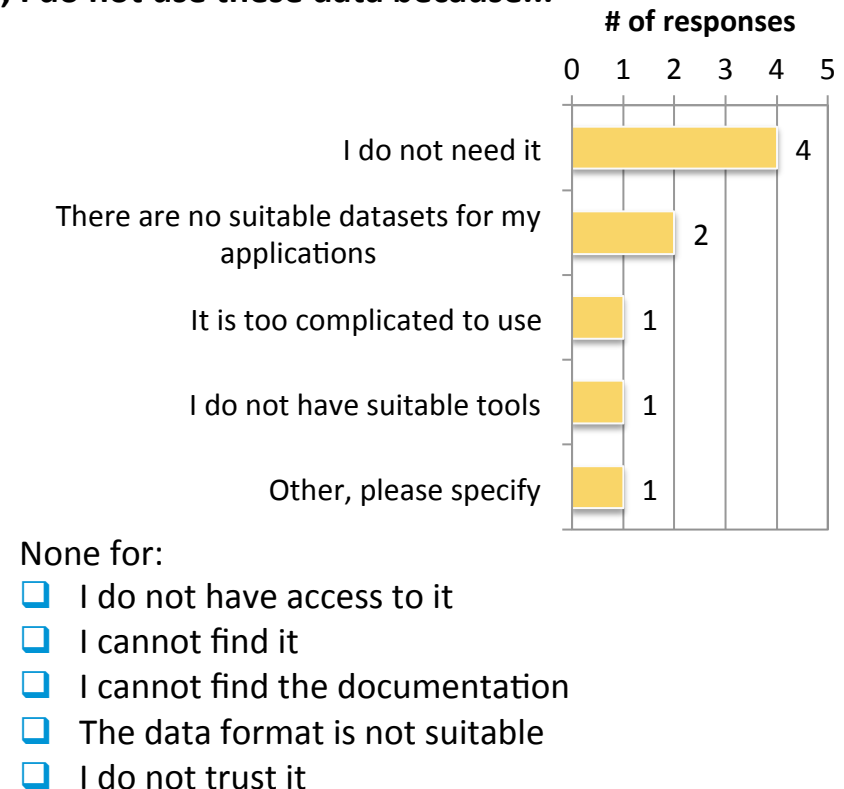 I do not use these data because...
# of responses
0 1 2 3 4 5
I do not need it 4
There are no suitable datasets for my
applications 2
It is too complicated to use 1
I do not have suitable tools 1
Other, please specify 1
None for:
I do not have access to it
I cannot find it
I cannot find the documentation
The data format is not suitable
I do not trust it